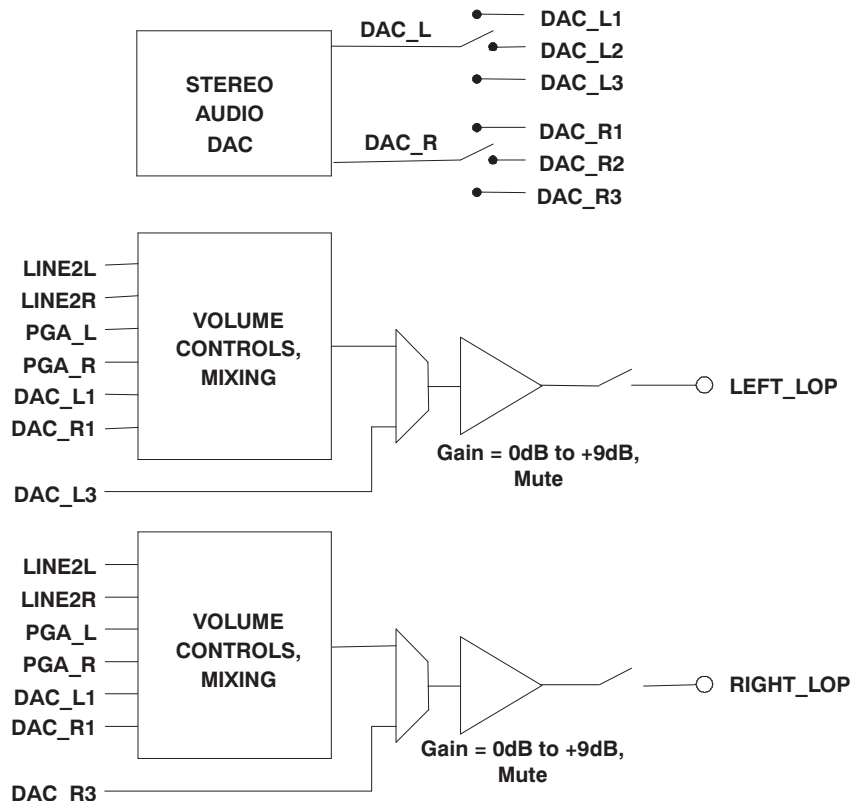 DAC_L
DAC_L1
DAC_L2
DAC_L3
STEREO
AUDIO
DAC
DAC_R
DAC_R1
DAC_R2
DAC_R3
LINE2L
LINE2R
PGA_L
PGA_R
DAC_L1
DAC_R1
VOLUME
CONTROLS,
MIXING
LEFT_LOP
Gain = 0dB to +9dB,
Mute
DAC_L3
LINE2L
LINE2R
PGA_L
PGA_R
DAC_L1
DAC_R1
VOLUME
CONTROLS,
MIXING
RIGHT_LOP
Gain = 0dB to +9dB,
Mute
DAC_R3